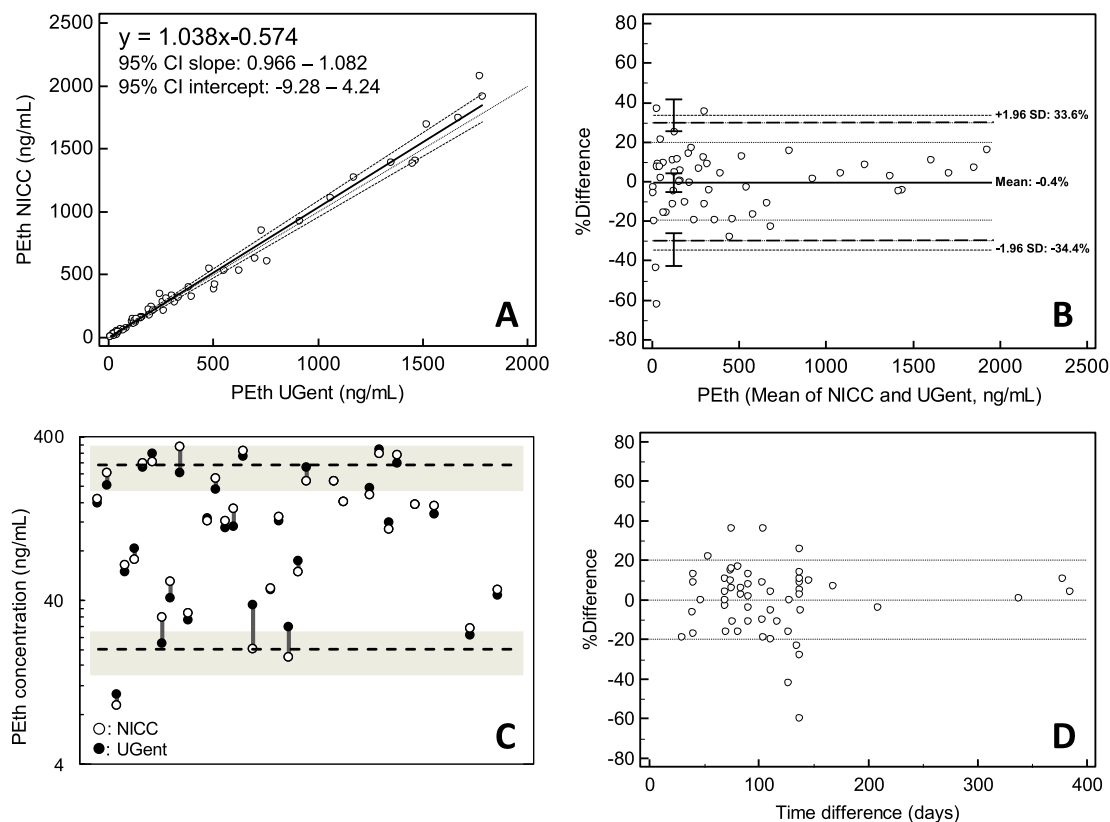 y = 1.038x-0.574
95% CI slope: 0.966 – 1.082
95% CI intercept: -9.28 – 4.24
2500
2000
1500
1000
500
0
PEth NICC (ng/mL)
A
0 500 1000 1500 2000
PEth UGent (ng/mL)
80
60
40
20
0
-20
-40
-60
-80
%Difference
+1.96 SD: 33.6%
Mean: -0.4%
-1.96 SD: -34.4%
B
0 500 1000 1500 2000 2500
PEth (Mean of NICC and UGent, ng/mL)
400
40
4
PEth concentration (ng/mL)
○: NICC
●: UGent
C
80
60
40
20
0
-20
-40
-60
-80
%Difference
D
0 100 200 300 400
Time difference (days)